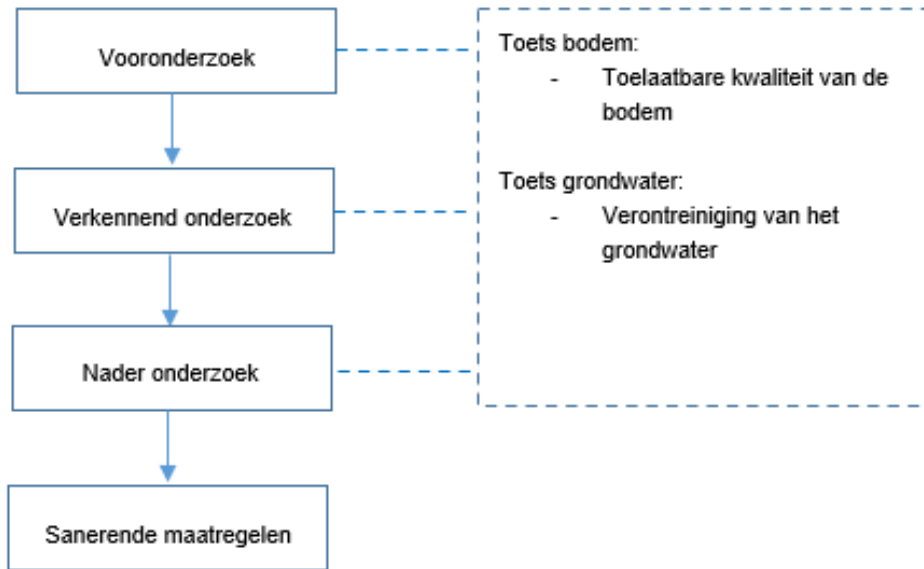 Vooronderzoek
Verkennend onderzoek
Nader onderzoek
Sanerende maatregelen
Toets bodem:
- Toelaatbare kwaliteit van de
bodem
Toets grondwater:
- Verontreiniging van het
grondwater